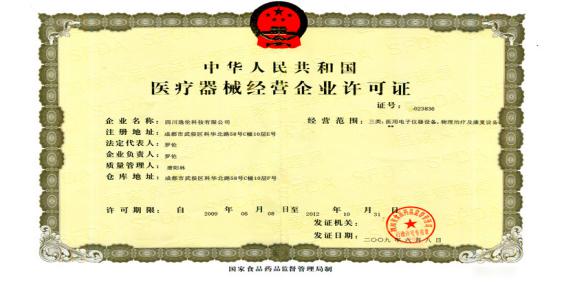 中华人民共和国
医疗器械经营企业许可证
证号： -023836
企业名称： 四川逸伦科技有限公司
经营范围： 三类：医用电子仪器设备，物理治疗及康复设备
**
注册地址： 成都市武侯区科华北路58号C幢10层E号
法定代表人： 罗伦
企业负责人： 罗伦
质量管理人： 唐阳林
仓库地址： 成都市武侯区科华北路58号C幢10层F号
许可期限： 自 2009 年 06 月 08 日至 2012 年 10 月 31 日
发证机关：
发证日期： 二〇〇九 年 六 月 八 日
国家食品药品监督管理局制